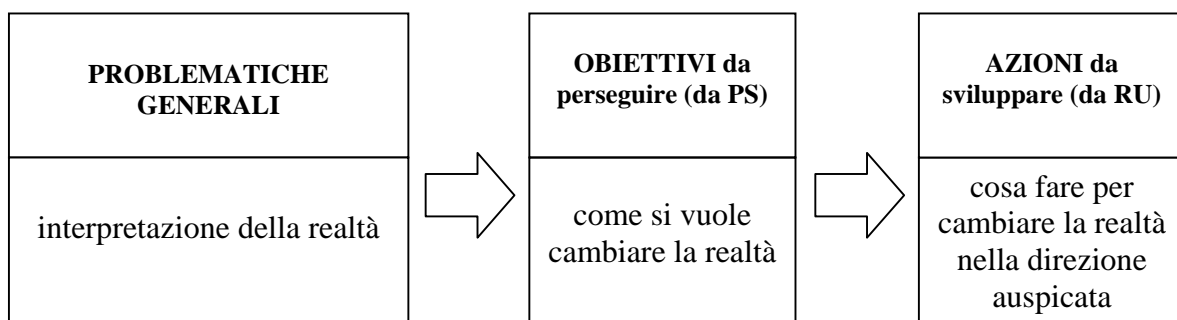 PROBLEMATICHE
GENERALI
interpretazione della realtà
OBIETTIVI da
perseguire (da PS)
come si vuole
cambiare la realtà
AZIONI da
sviluppare (da RU)
cosa fare per
cambiare la realtà
nella direzione
auspicata